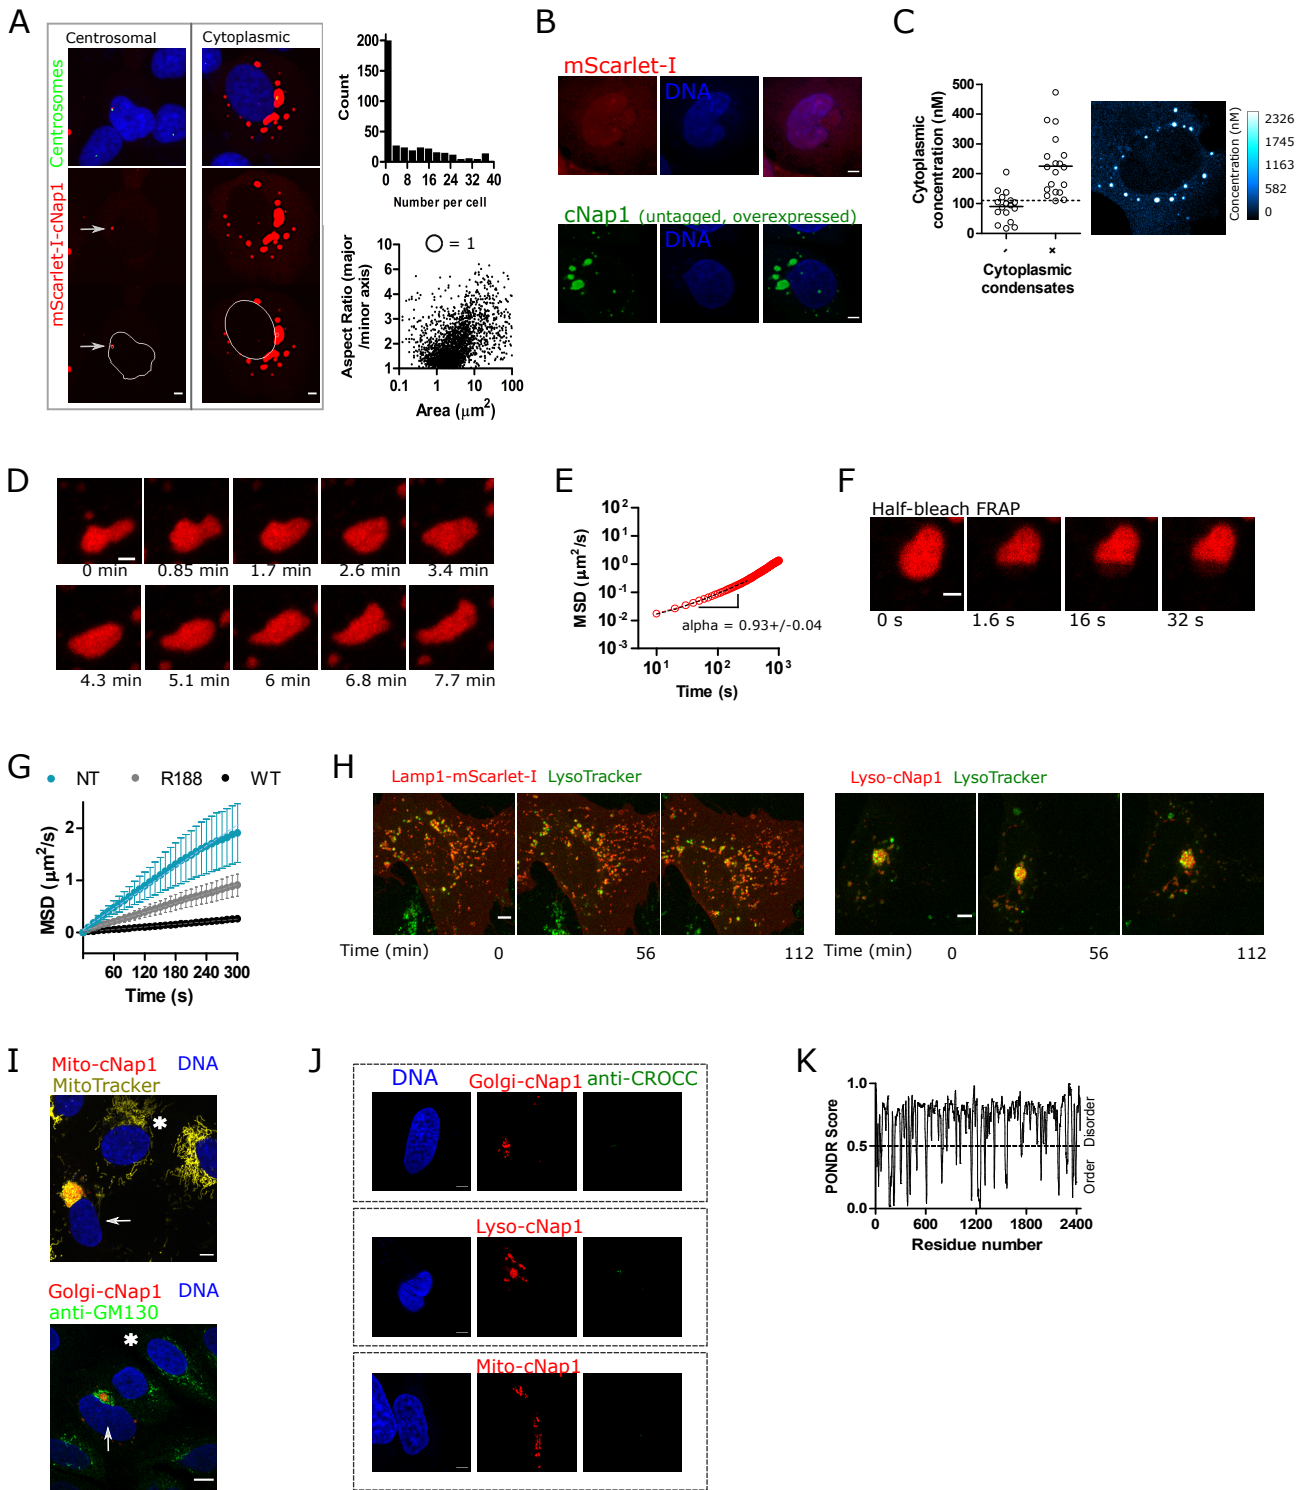 A
Centrosomal
Cytoplasmic
Centrosomes
mScarlet-I-cNap1
Count
200
150
100
50
0
0 8 16 24 32 40
Number per cell
= 1
Aspect Ratio (major
/minor axis)
6
5
4
3
2
1
0.1 1 10 100
Area (μm²)
B
mScarlet-I
DNA
cNap1 (untagged, overexpressed)
DNA
C
Cytoplasmic
concentration (nM)
500
400
300
200
100
0
- +
Cytoplasmic
condensates
Concentration (nM)
2326
1745
1163
582
0
D
0 min 0.85 min 1.7 min 2.6 min 3.4 min
4.3 min 5.1 min 6 min 6.8 min 7.7 min
E
MSD (μm²/s)
10²
10¹
10⁰
10⁻¹
10⁻²
10⁻³
alpha = 0.93+/-0.04
10¹ 10² 10³
Time (s)
F
Half-bleach FRAP
0 s 1.6 s 16 s 32 s
G
NT R188 WT
MSD (μm²/s)
2
1
0
60 120 180 240 300
Time (s)
H
Lamp1-mScarlet-I LysoTracker
Time (min) 0 56 112
Lyso-cNap1 LysoTracker
Time (min) 0 56 112
I
Mito-cNap1 DNA
MitoTracker
*
Golgi-cNap1 DNA
anti-GM130
*
J
DNA Golgi-cNap1 anti-CROCC
Lyso-cNap1
Mito-cNap1
K
PONDR Score
1.0
0.5
0.0
Disorder
Order
0 600 1200 1800 2400
Residue number